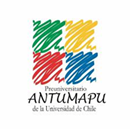 Preuniversitario
ANTUMAPU
de la Universidad de Chile